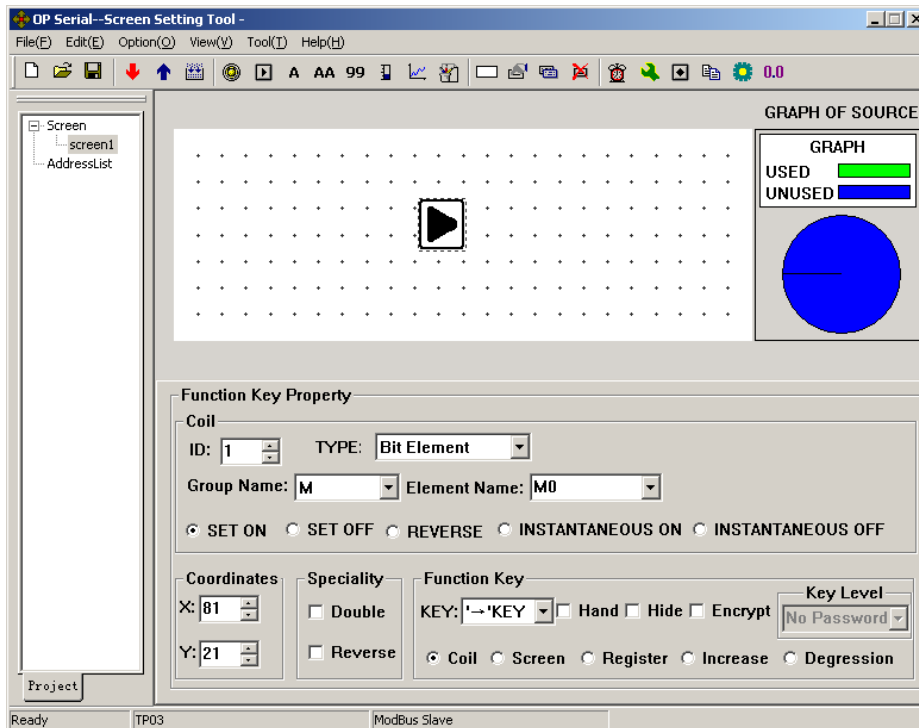 OP Serial--Screen Setting Tool -
File(F) Edit(E) Option(O) View(V) Tool(T) Help(H)
A AA 99 0.0
Screen
screen1
AddressList
GRAPH OF SOURCE
GRAPH
USED
UNUSED
Function Key Property
Coil
ID: 1 TYPE: Bit Element
Group Name: M Element Name: M0
SET ON SET OFF REVERSE INSTANTANEOUS ON INSTANTANEOUS OFF
Coordinates Speciality Function Key
Key Level
X: 81 Double KEY: '→'KEY Hand Hide Encrypt No Password
Y: 21 Reverse Coil Screen Register Increase Degression
Project
Ready TP03 ModBus Slave